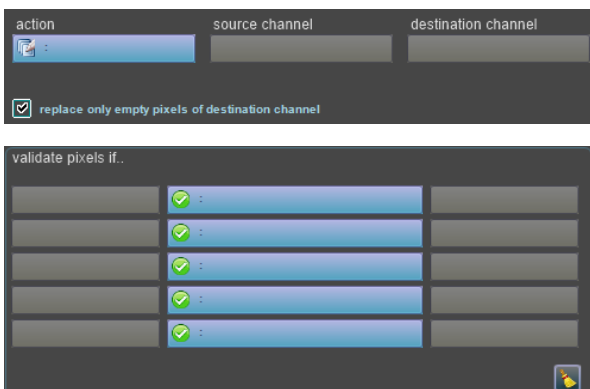 action source channel destination channel
:
replace only empty pixels of destination channel
validate pixels if..
:
:
:
:
: